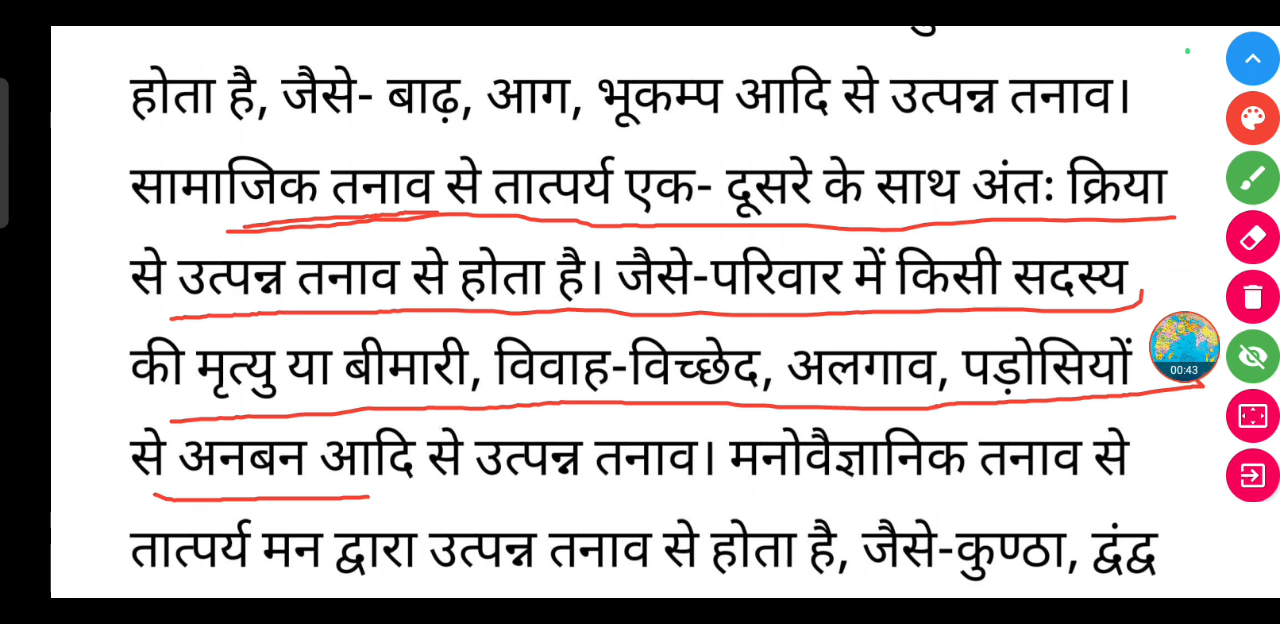 होता है, जैसे- बाढ़, आग, भूकम्प आदि से उत्पन्न तनाव।
सामाजिक तनाव से तात्पर्य एक- दूसरे के साथ अंतः क्रिया
से उत्पन्न तनाव से होता है। जैसे-परिवार में किसी सदस्य
की मृत्यु या बीमारी, विवाह-विच्छेद, अलगाव, पड़ोसियों
00:43
से अनबन आदि से उत्पन्न तनाव। मनोवैज्ञानिक तनाव से
तात्पर्य मन द्वारा उत्पन्न तनाव से होता है, जैसे-कुण्ठा, द्वंद्व